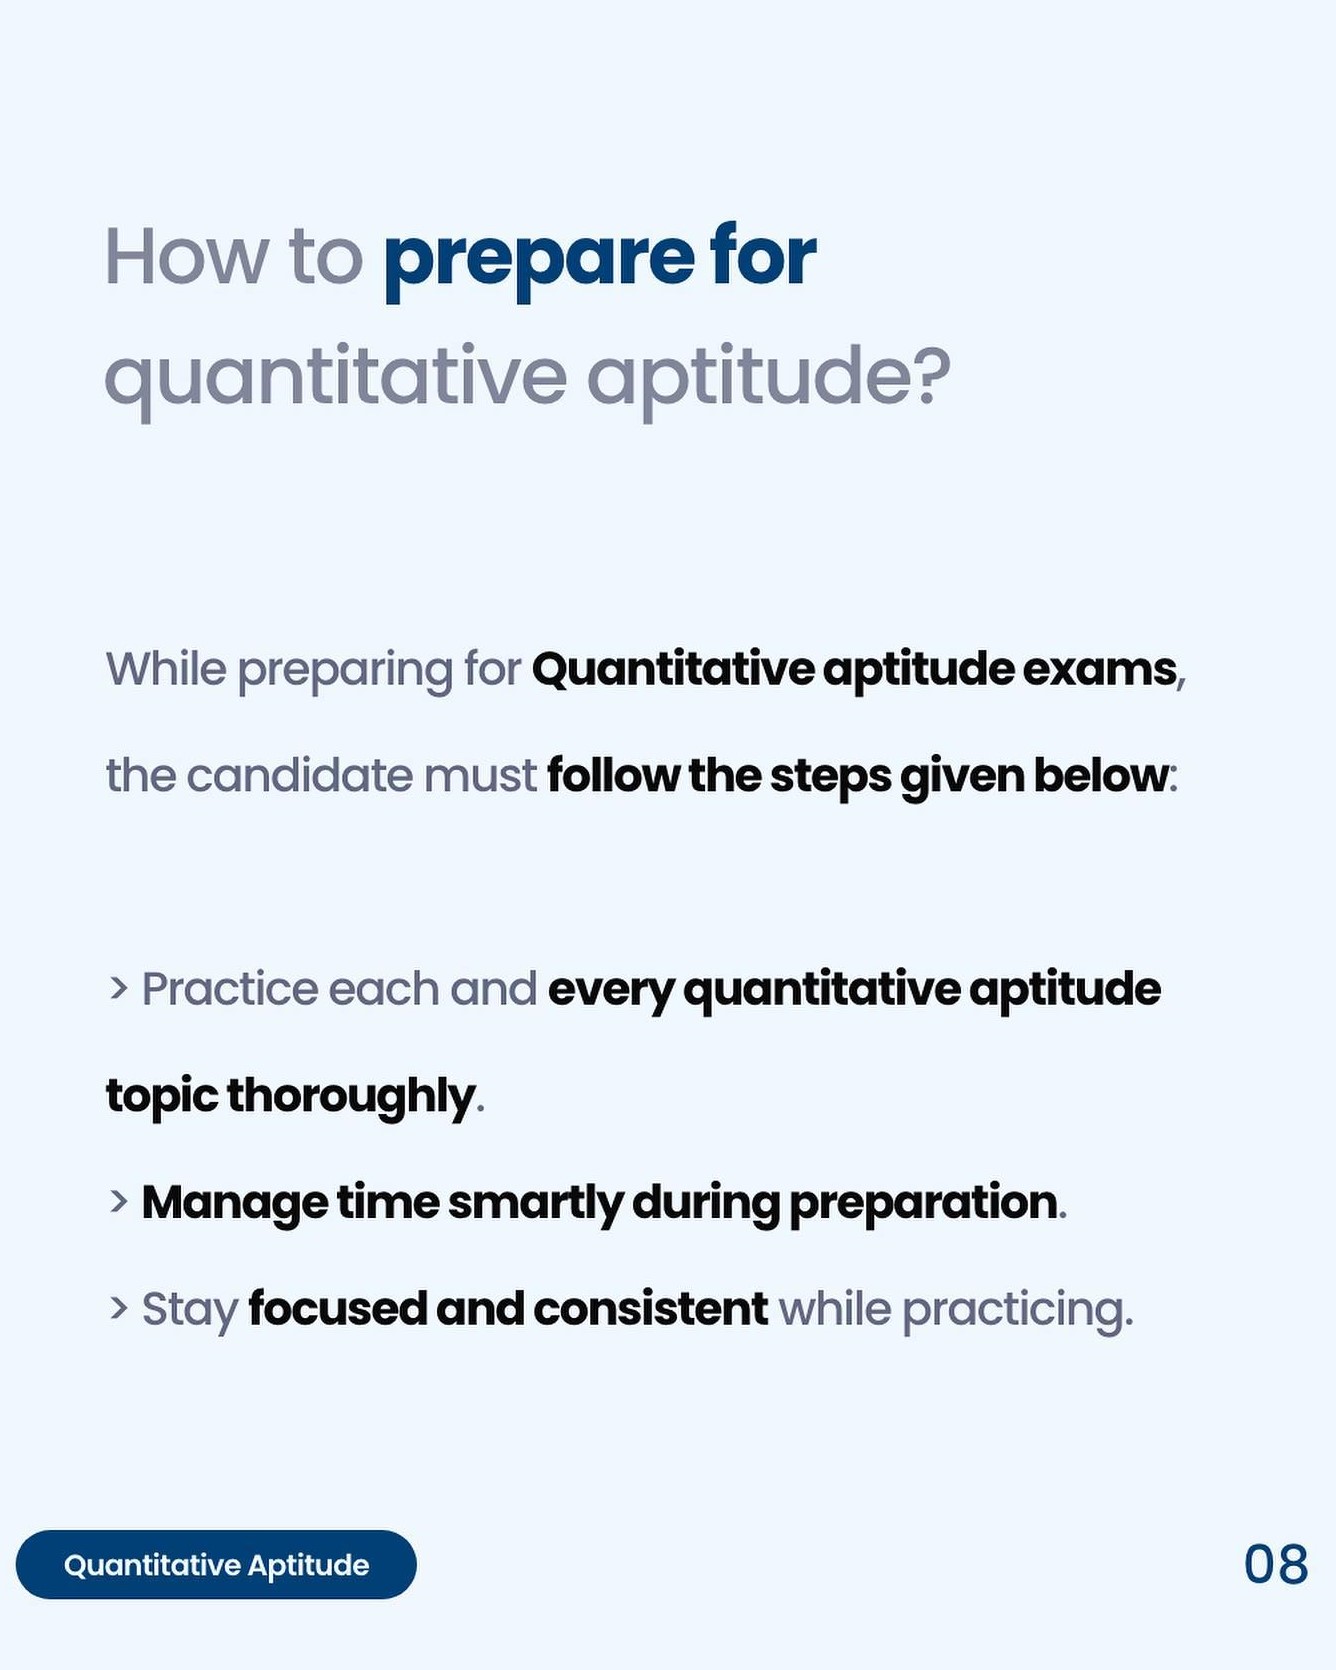 How to prepare for
quantitative aptitude?
While preparing for Quantitative aptitude exams,
the candidate must follow the steps given below:
> Practice each and every quantitative aptitude
topic thoroughly.
> Manage time smartly during preparation.
> Stay focused and consistent while practicing.
Quantitative Aptitude
08